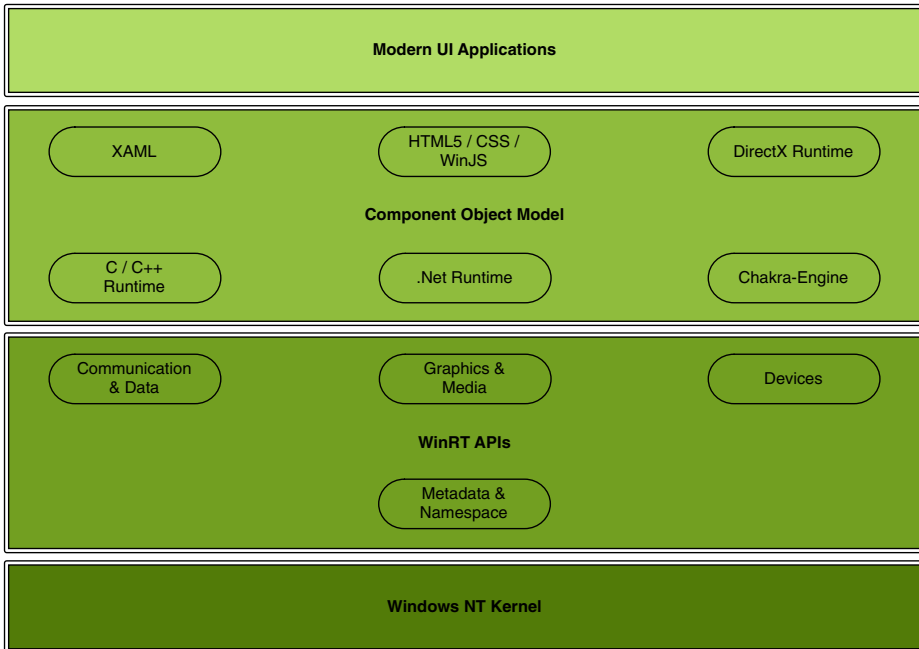 Modern UI Applications
XAML
HTML5 / CSS /
WinJS
DirectX Runtime
Component Object Model
C / C++
Runtime
.Net Runtime
Chakra-Engine
Communication
& Data
Graphics &
Media
Devices
WinRT APIs
Metadata &
Namespace
Windows NT Kernel